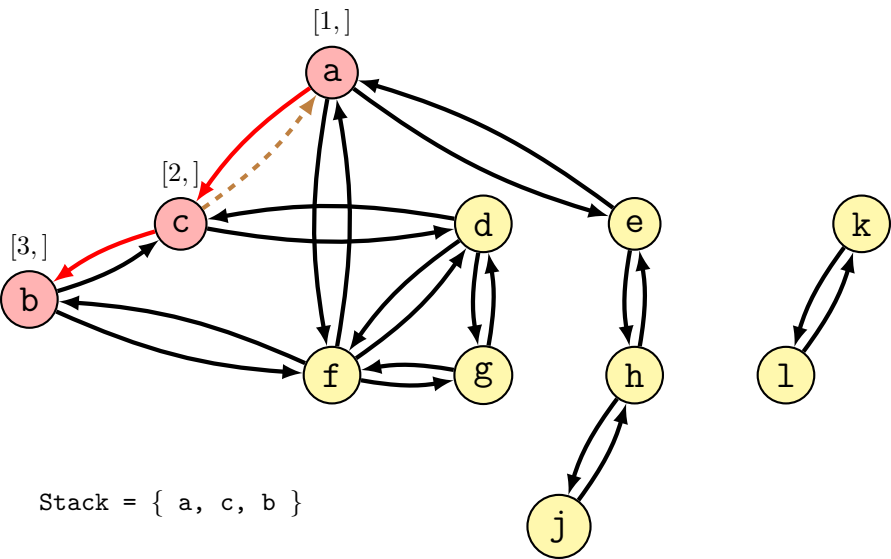 [1, ]
a
[2, ]
c
d
e
k
[3, ]
b
f
g
h
l
Stack = { a, c, b }
j